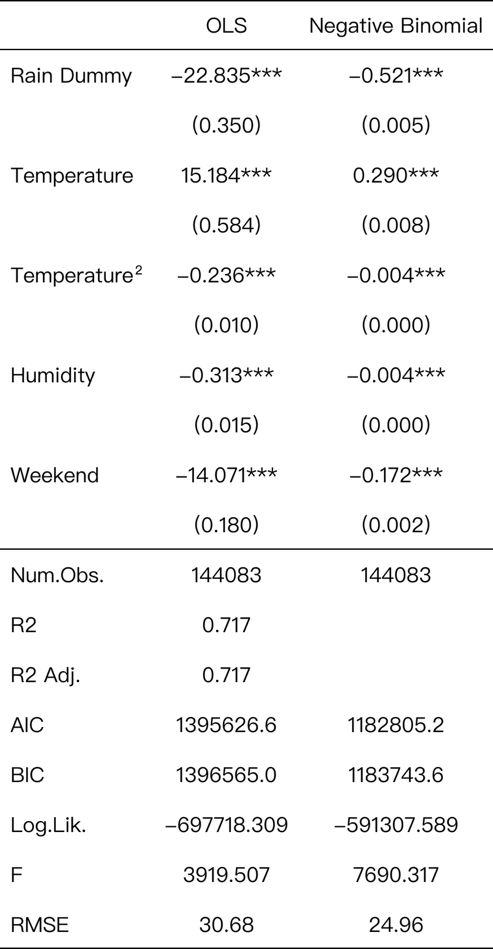 OLS Negative Binomial
Rain Dummy −22.835*** −0.521***
(0.350) (0.005)
Temperature 15.184*** 0.290***
(0.584) (0.008)
Temperature² −0.236*** −0.004***
(0.010) (0.000)
Humidity −0.313*** −0.004***
(0.015) (0.000)
Weekend −14.071*** −0.172***
(0.180) (0.002)
Num.Obs. 144083 144083
R2 0.717
R2 Adj. 0.717
AIC 1395626.6 1182805.2
BIC 1396565.0 1183743.6
Log.Lik. −697718.309 −591307.589
F 3919.507 7690.317
RMSE 30.68 24.96